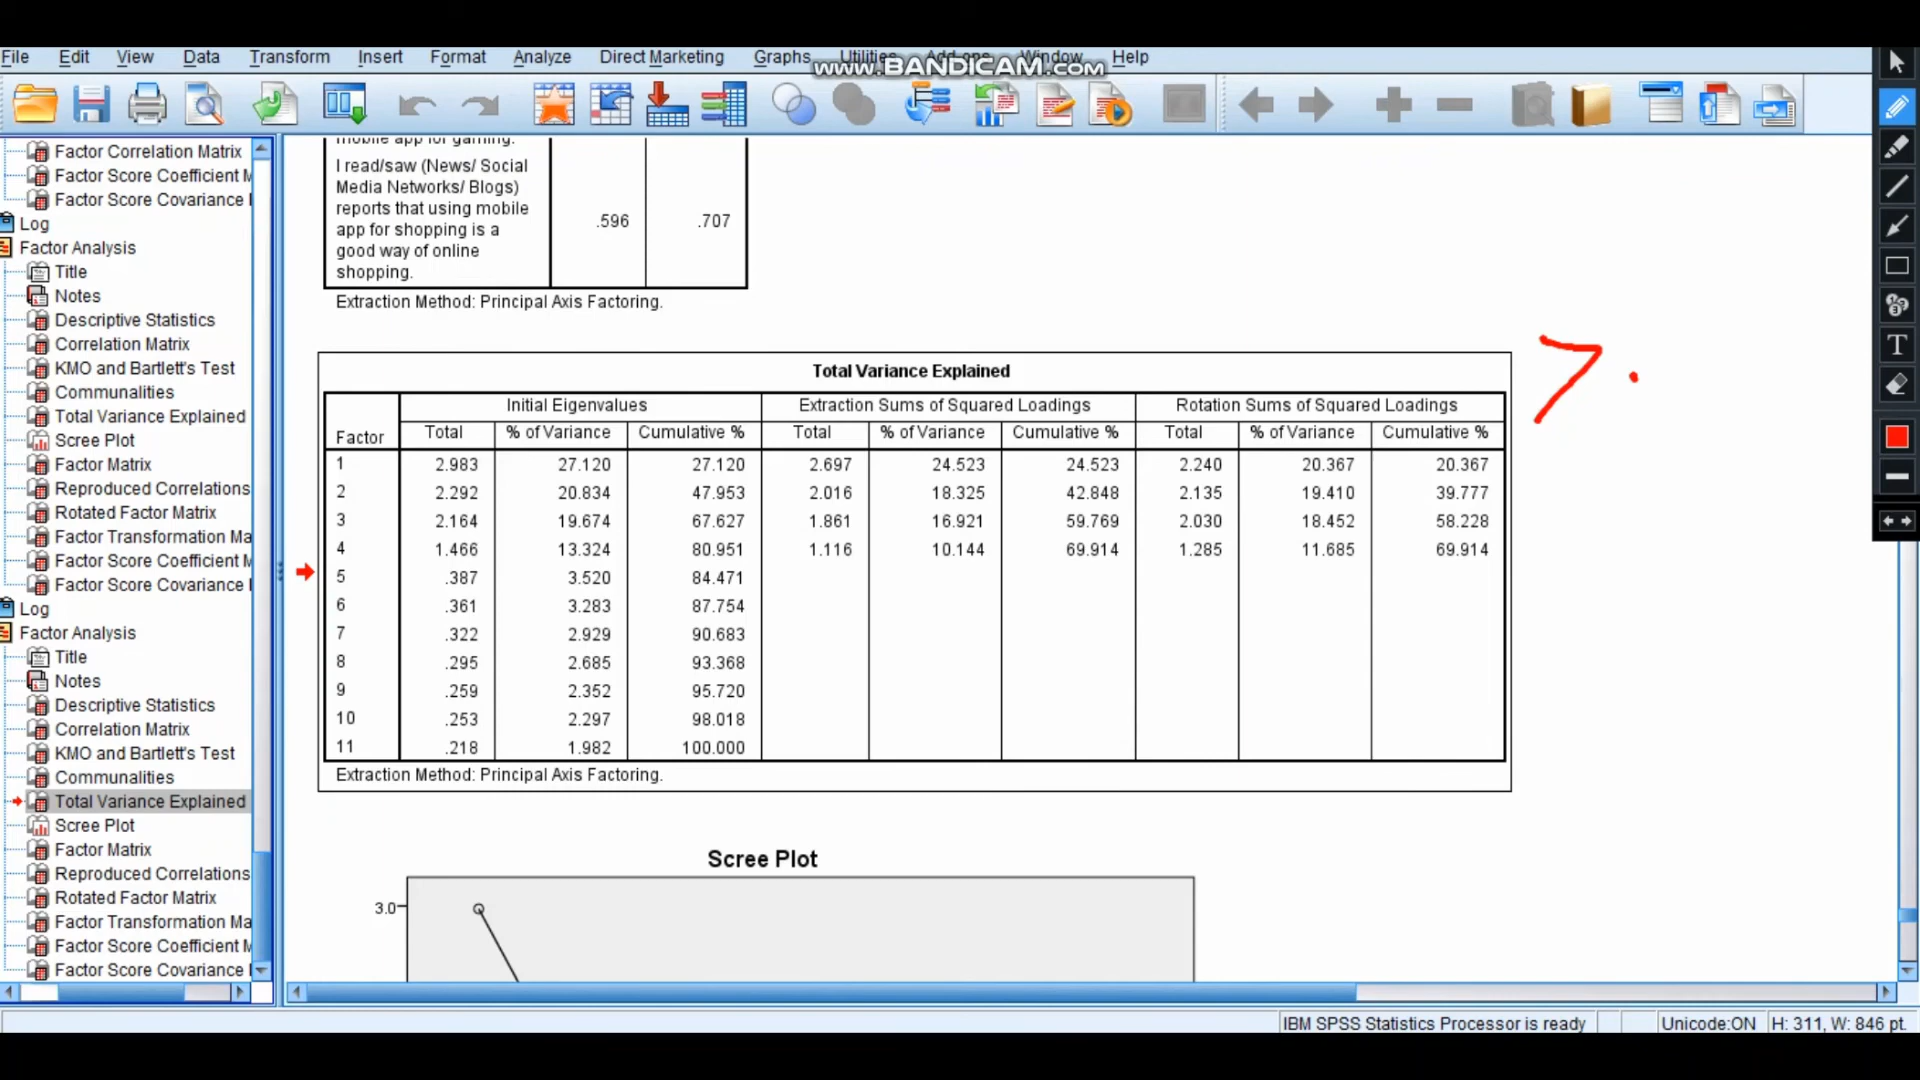 File Edit View Data Transform Insert Format Analyze Direct Marketing Graphs Utilities Add-ons Window Help
www.BANDICAM.com
Factor Correlation Matrix
Factor Score Coefficient M
Factor Score Covariance
Log
Factor Analysis
Title
Notes
Descriptive Statistics
Correlation Matrix
KMO and Bartlett's Test
Communalities
Total Variance Explained
Scree Plot
Factor Matrix
Reproduced Correlations
Rotated Factor Matrix
Factor Transformation Ma
Factor Score Coefficient M
Factor Score Covariance
Log
Factor Analysis
Title
Notes
Descriptive Statistics
Correlation Matrix
KMO and Bartlett's Test
Communalities
Total Variance Explained
Scree Plot
Factor Matrix
Reproduced Correlations
Rotated Factor Matrix
Factor Transformation Ma
Factor Score Coefficient M
Factor Score Covariance
mobile app for gaming.
I read/saw (News/ Social
Media Networks/ Blogs)
reports that using mobile
app for shopping is a .596 .707
good way of online
shopping.
Extraction Method: Principal Axis Factoring.
Total Variance Explained
Initial Eigenvalues Extraction Sums of Squared Loadings Rotation Sums of Squared Loadings
Factor Total % of Variance Cumulative % Total % of Variance Cumulative % Total % of Variance Cumulative %
1 2.983 27.120 27.120 2.697 24.523 24.523 2.240 20.367 20.367
2 2.292 20.834 47.953 2.016 18.325 42.848 2.135 19.410 39.777
3 2.164 19.674 67.627 1.861 16.921 59.769 2.030 18.452 58.228
4 1.466 13.324 80.951 1.116 10.144 69.914 1.285 11.685 69.914
5 .387 3.520 84.471
6 .361 3.283 87.754
7 .322 2.929 90.683
8 .295 2.685 93.368
9 .259 2.352 95.720
10 .253 2.297 98.018
11 .218 1.982 100.000
Extraction Method: Principal Axis Factoring.
7.
Scree Plot
3.0
T
IBM SPSS Statistics Processor is ready Unicode:ON H: 311, W: 846 pt.